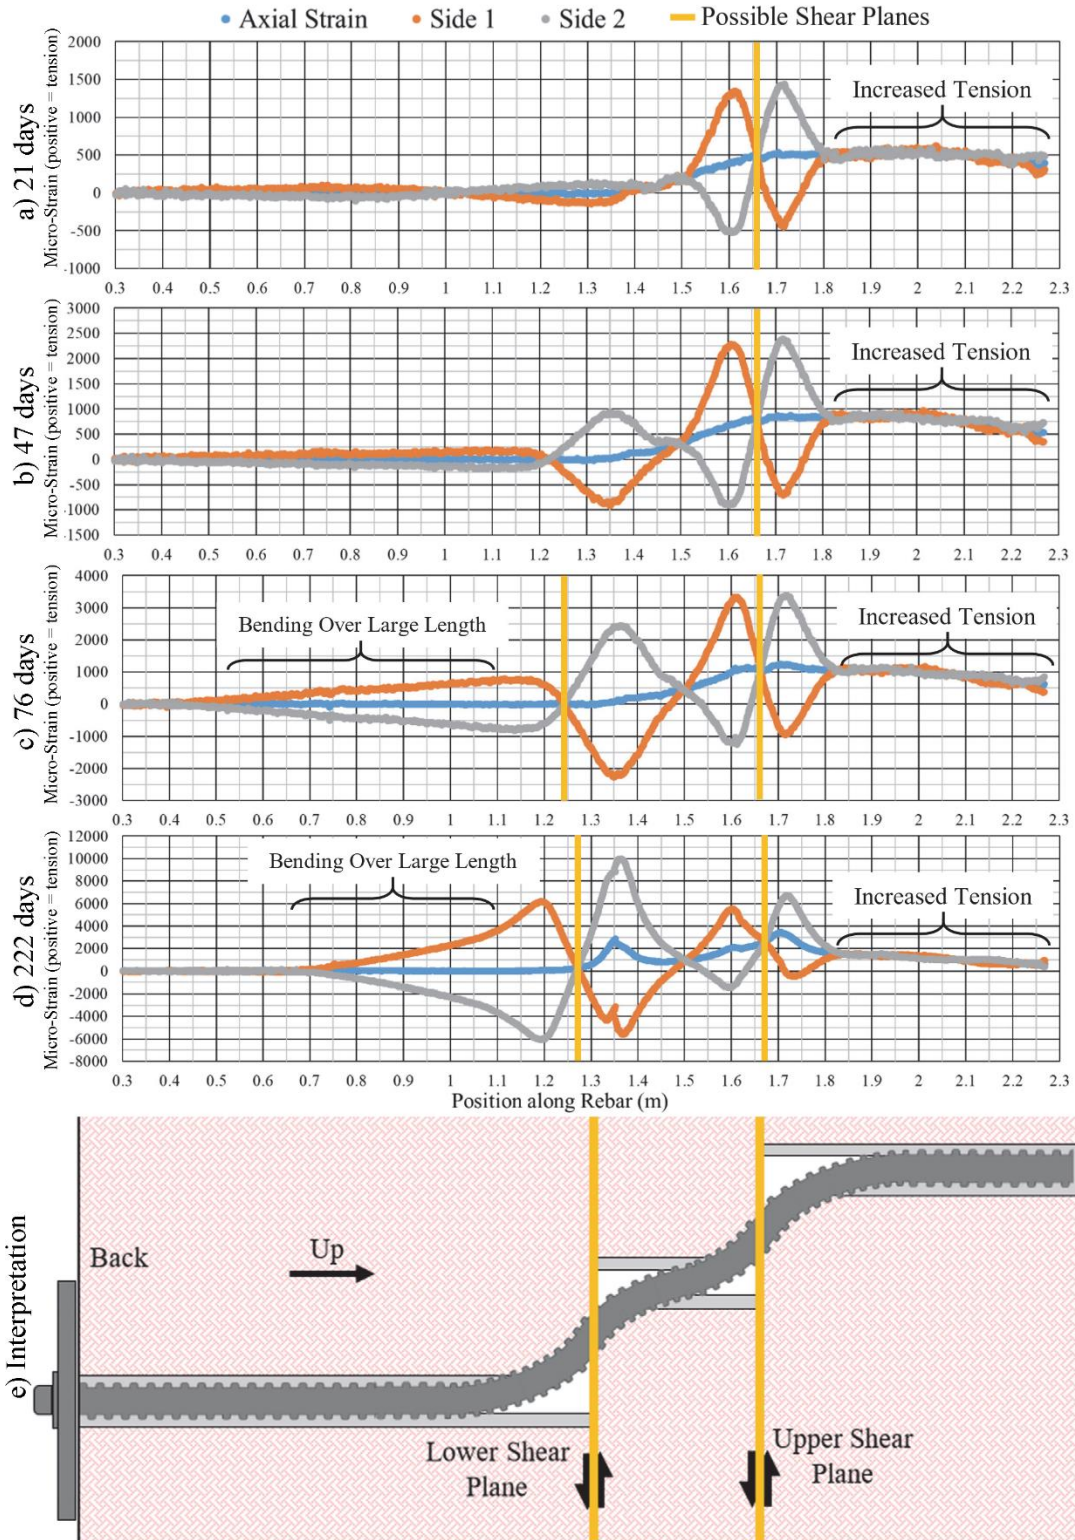 Axial Strain Side 1 Side 2 Possible Shear Planes
a) 21 days
Micro-Strain (positive = tension)
2000
1500
1000
500
0
-500
-1000
Increased Tension
0.3 0.4 0.5 0.6 0.7 0.8 0.9 1 1.1 1.2 1.3 1.4 1.5 1.6 1.7 1.8 1.9 2 2.1 2.2 2.3
b) 47 days
Micro-Strain (positive = tension)
3000
2500
2000
1500
1000
500
0
-500
-1000
-1500
Increased Tension
0.3 0.4 0.5 0.6 0.7 0.8 0.9 1 1.1 1.2 1.3 1.4 1.5 1.6 1.7 1.8 1.9 2 2.1 2.2 2.3
c) 76 days
Micro-Strain (positive = tension)
4000
3000
2000
1000
0
-1000
-2000
-3000
Bending Over Large Length
Increased Tension
0.3 0.4 0.5 0.6 0.7 0.8 0.9 1 1.1 1.2 1.3 1.4 1.5 1.6 1.7 1.8 1.9 2 2.1 2.2 2.3
d) 222 days
Micro-Strain (positive = tension)
12000
10000
8000
6000
4000
2000
0
-2000
-4000
-6000
-8000
Bending Over Large Length
Increased Tension
0.3 0.4 0.5 0.6 0.7 0.8 0.9 1 1.1 1.2 1.3 1.4 1.5 1.6 1.7 1.8 1.9 2 2.1 2.2 2.3
Position along Rebar (m)
e) Interpretation
Back
Up
Lower Shear
Plane
Upper Shear
Plane